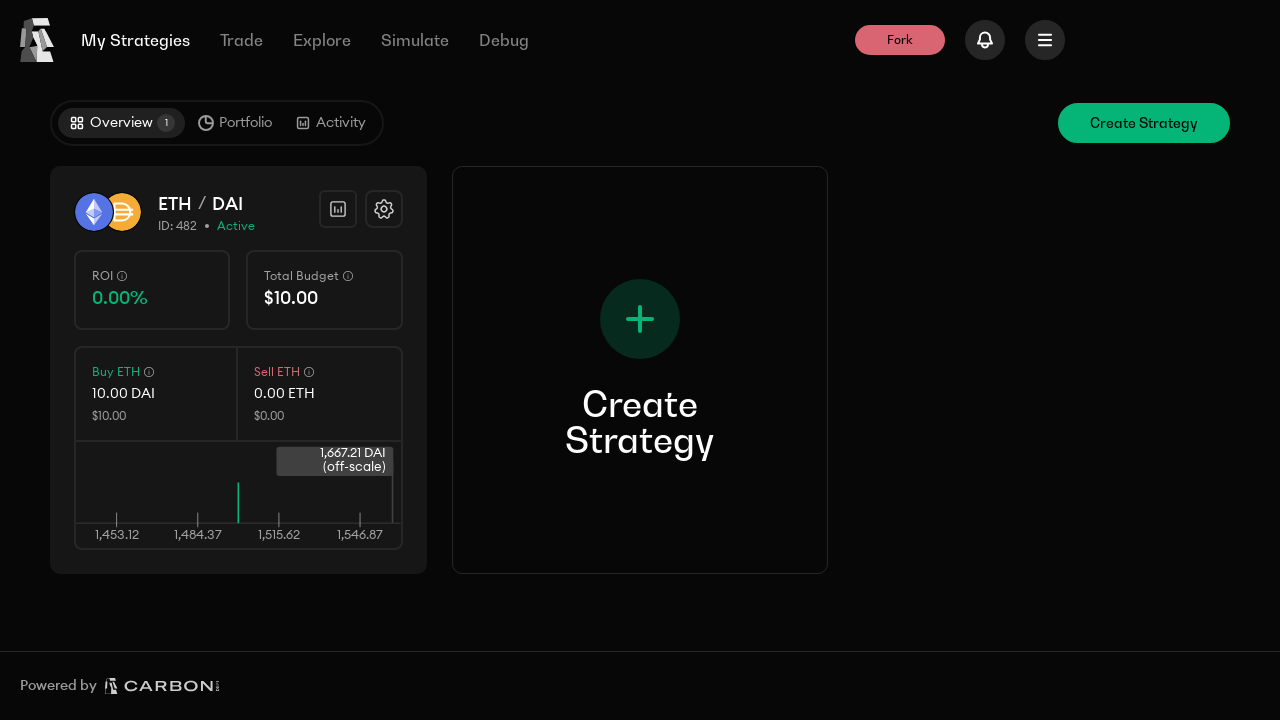 My Strategies
Trade
Explore
Simulate
Debug
Fork
Overview 1
Portfolio
Activity
Create Strategy
ETH / DAI
ID: 482 • Active
ROI
0.00%
Total Budget
$10.00
Buy ETH
10.00 DAI
$10.00
Sell ETH
0.00 ETH
$0.00
1,667.21 DAI
(off-scale)
1,453.12
1,484.37
1,515.62
1,546.87
Create
Strategy
Powered by CARBON